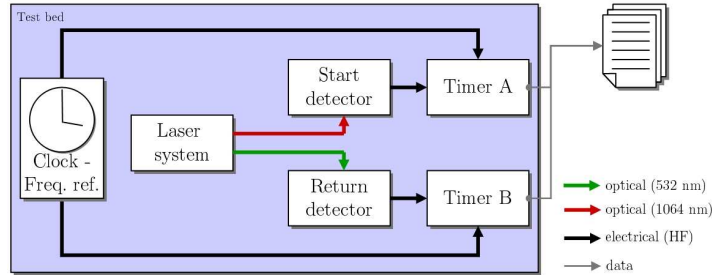 Test bed
Start
detector
Timer A
Laser
system
Clock -
Freq. ref.
Return
detector
Timer B
optical (532 nm)
optical (1064 nm)
electrical (HF)
data